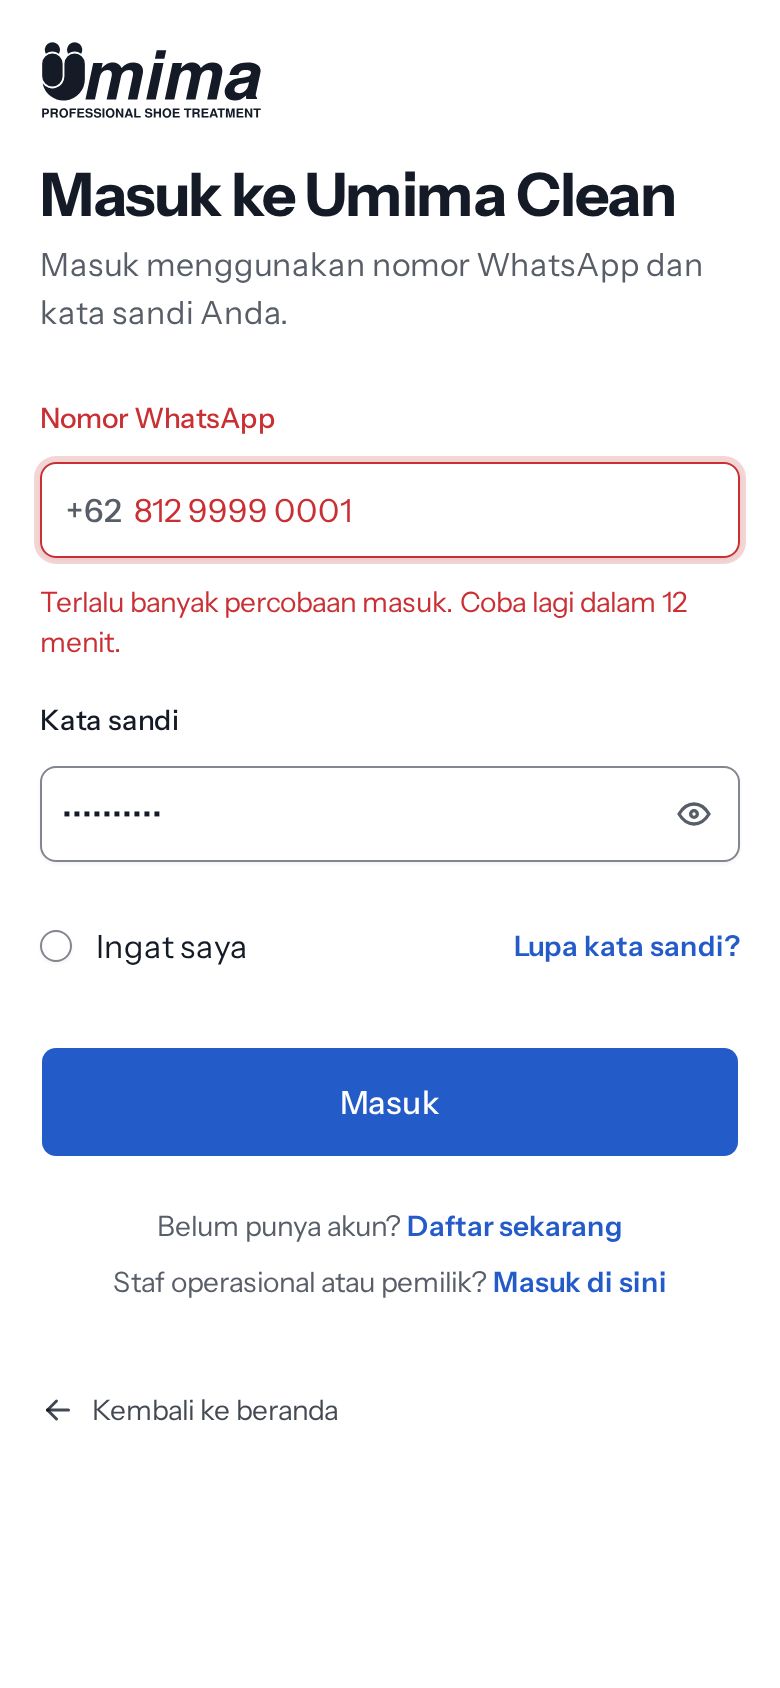 Ümima
PROFESSIONAL SHOE TREATMENT
Masuk ke Umima Clean
Masuk menggunakan nomor WhatsApp dan
kata sandi Anda.
Nomor WhatsApp
+62 812 9999 0001
Terlalu banyak percobaan masuk. Coba lagi dalam 12
menit.
Kata sandi
••••••••••
Ingat saya
Lupa kata sandi?
Masuk
Belum punya akun? Daftar sekarang
Staf operasional atau pemilik? Masuk di sini
← Kembali ke beranda